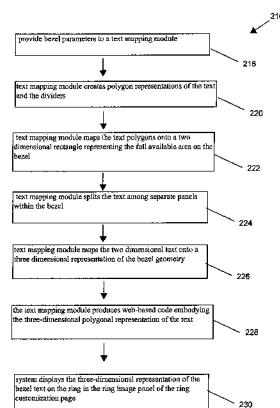 provide bezel parameters to a text mapping module
216
text mapping module creates polygon representations of the text
and the dividers
220
text mapping module maps the text polygons onto a two
dimensional rectangle representing the full available area on the
bezel
222
text mapping module splits the text among separate panels
within the bezel
224
text mapping module maps the two dimensional text onto a
three dimensional representation of the bezel geometry
226
the text mapping module produces web-based code embodying
the three-dimensional polygonal representation of the text
228
system displays the three-dimensional representation of the
bezel text on the ring in the ring image panel of the ring
customization page
230